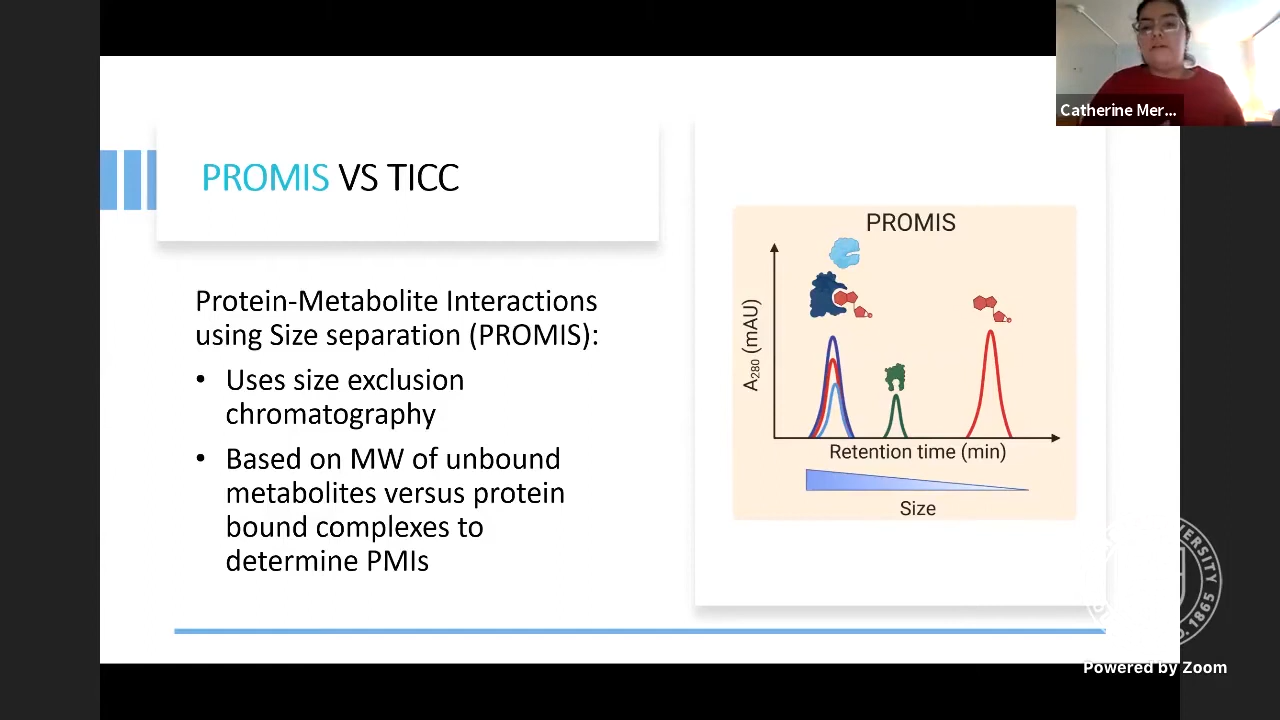 Catherine Mer...
PROMIS VS TICC
Protein-Metabolite Interactions
using Size separation (PROMIS):
• Uses size exclusion
chromatography
• Based on MW of unbound
metabolites versus protein
bound complexes to
determine PMIs
PROMIS
A280 (mAU)
Retention time (min)
Size
VERSITY
D. 1865
Powered by Zoom